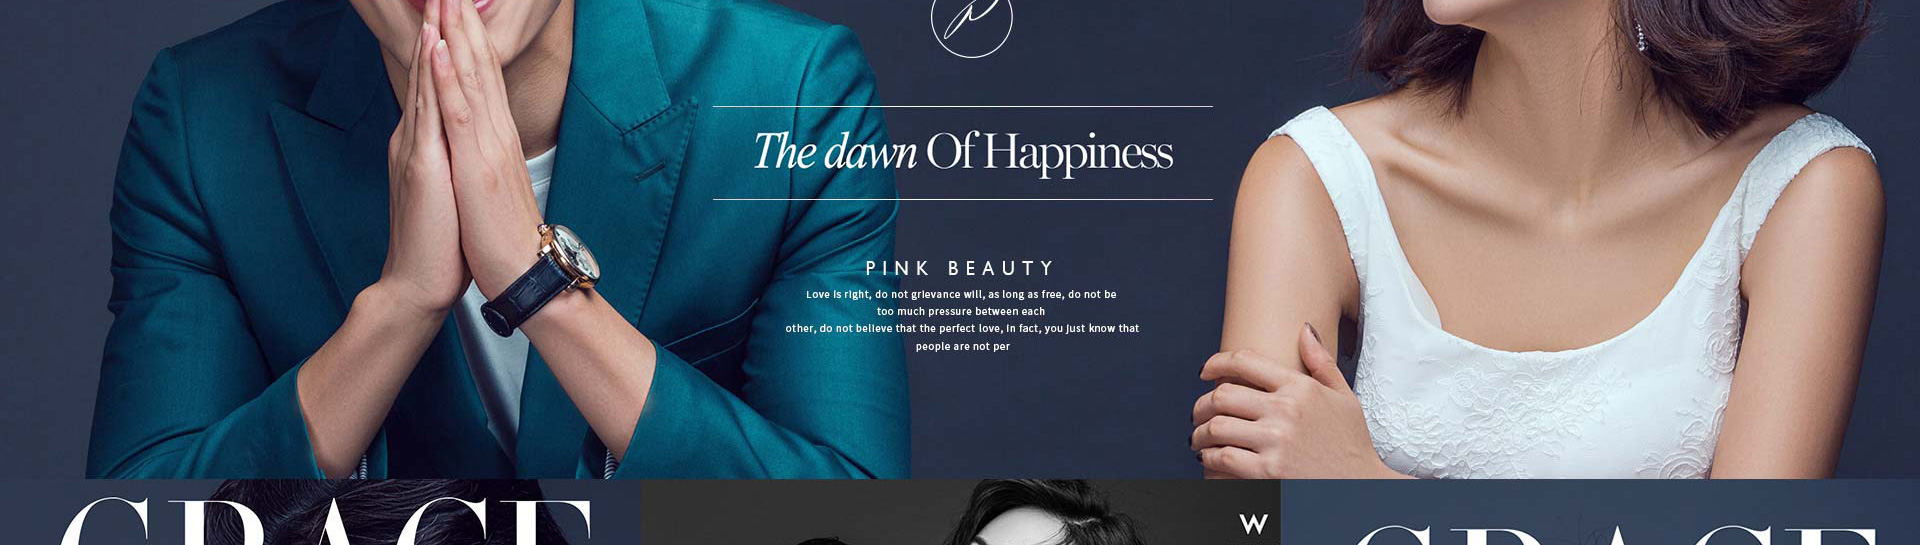 The dawn Of Happiness
PINK BEAUTY
Love is right, do not grievance will, as long as free, do not be
too much pressure between each
other, do not believe that the perfect love, in fact, you just know that
people are not per
W
GRACE
GRACE